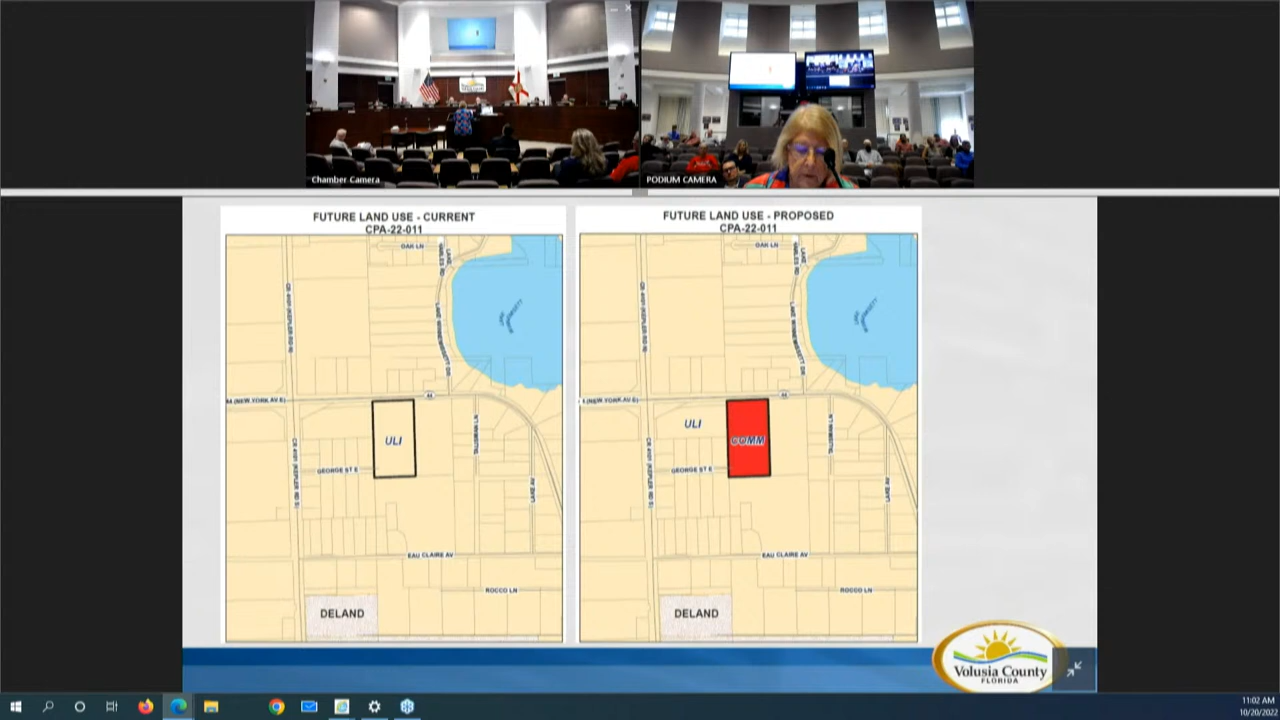 Chamber Camera
PODIUM CAMERA
FUTURE LAND USE - CURRENT
CPA-22-011
OAK LN
ULI
GEORGE ST E
44
EAU CLAIRE AV
ROCCO LN
DELAND
FUTURE LAND USE - PROPOSED
CPA-22-011
OAK LN
44
ULI
COMM
GEORGE ST E
EAU CLAIRE AV
ROCCO LN
DELAND
Volusia County
FLORIDA
11:02 AM
10/20/2022